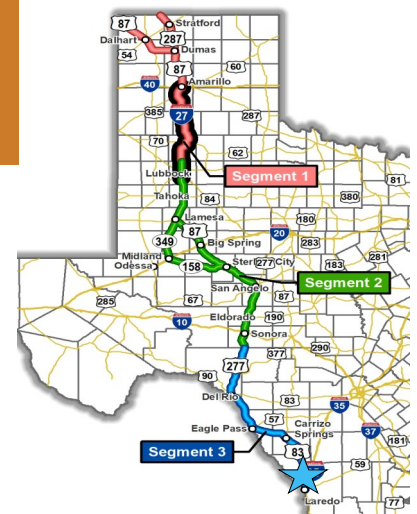 87
Stratford
Dalhart
287
54
Dumas
87
60
40
Amarillo
385
27
287
70
62
Segment 1
Lubbock
81
Tahoka
84
380
Lamesa
180
87
20
349
Big Spring
283
Midland
Sterling City
277
281
Odessa
158
183
San Angelo
Segment 2
285
67
87
Eldorado
190
10
Sonora
290
377
277
90
Del Rio
83
35
57
Eagle Pass
Carrizo
Springs
37
181
Segment 3
83
59
Laredo
77